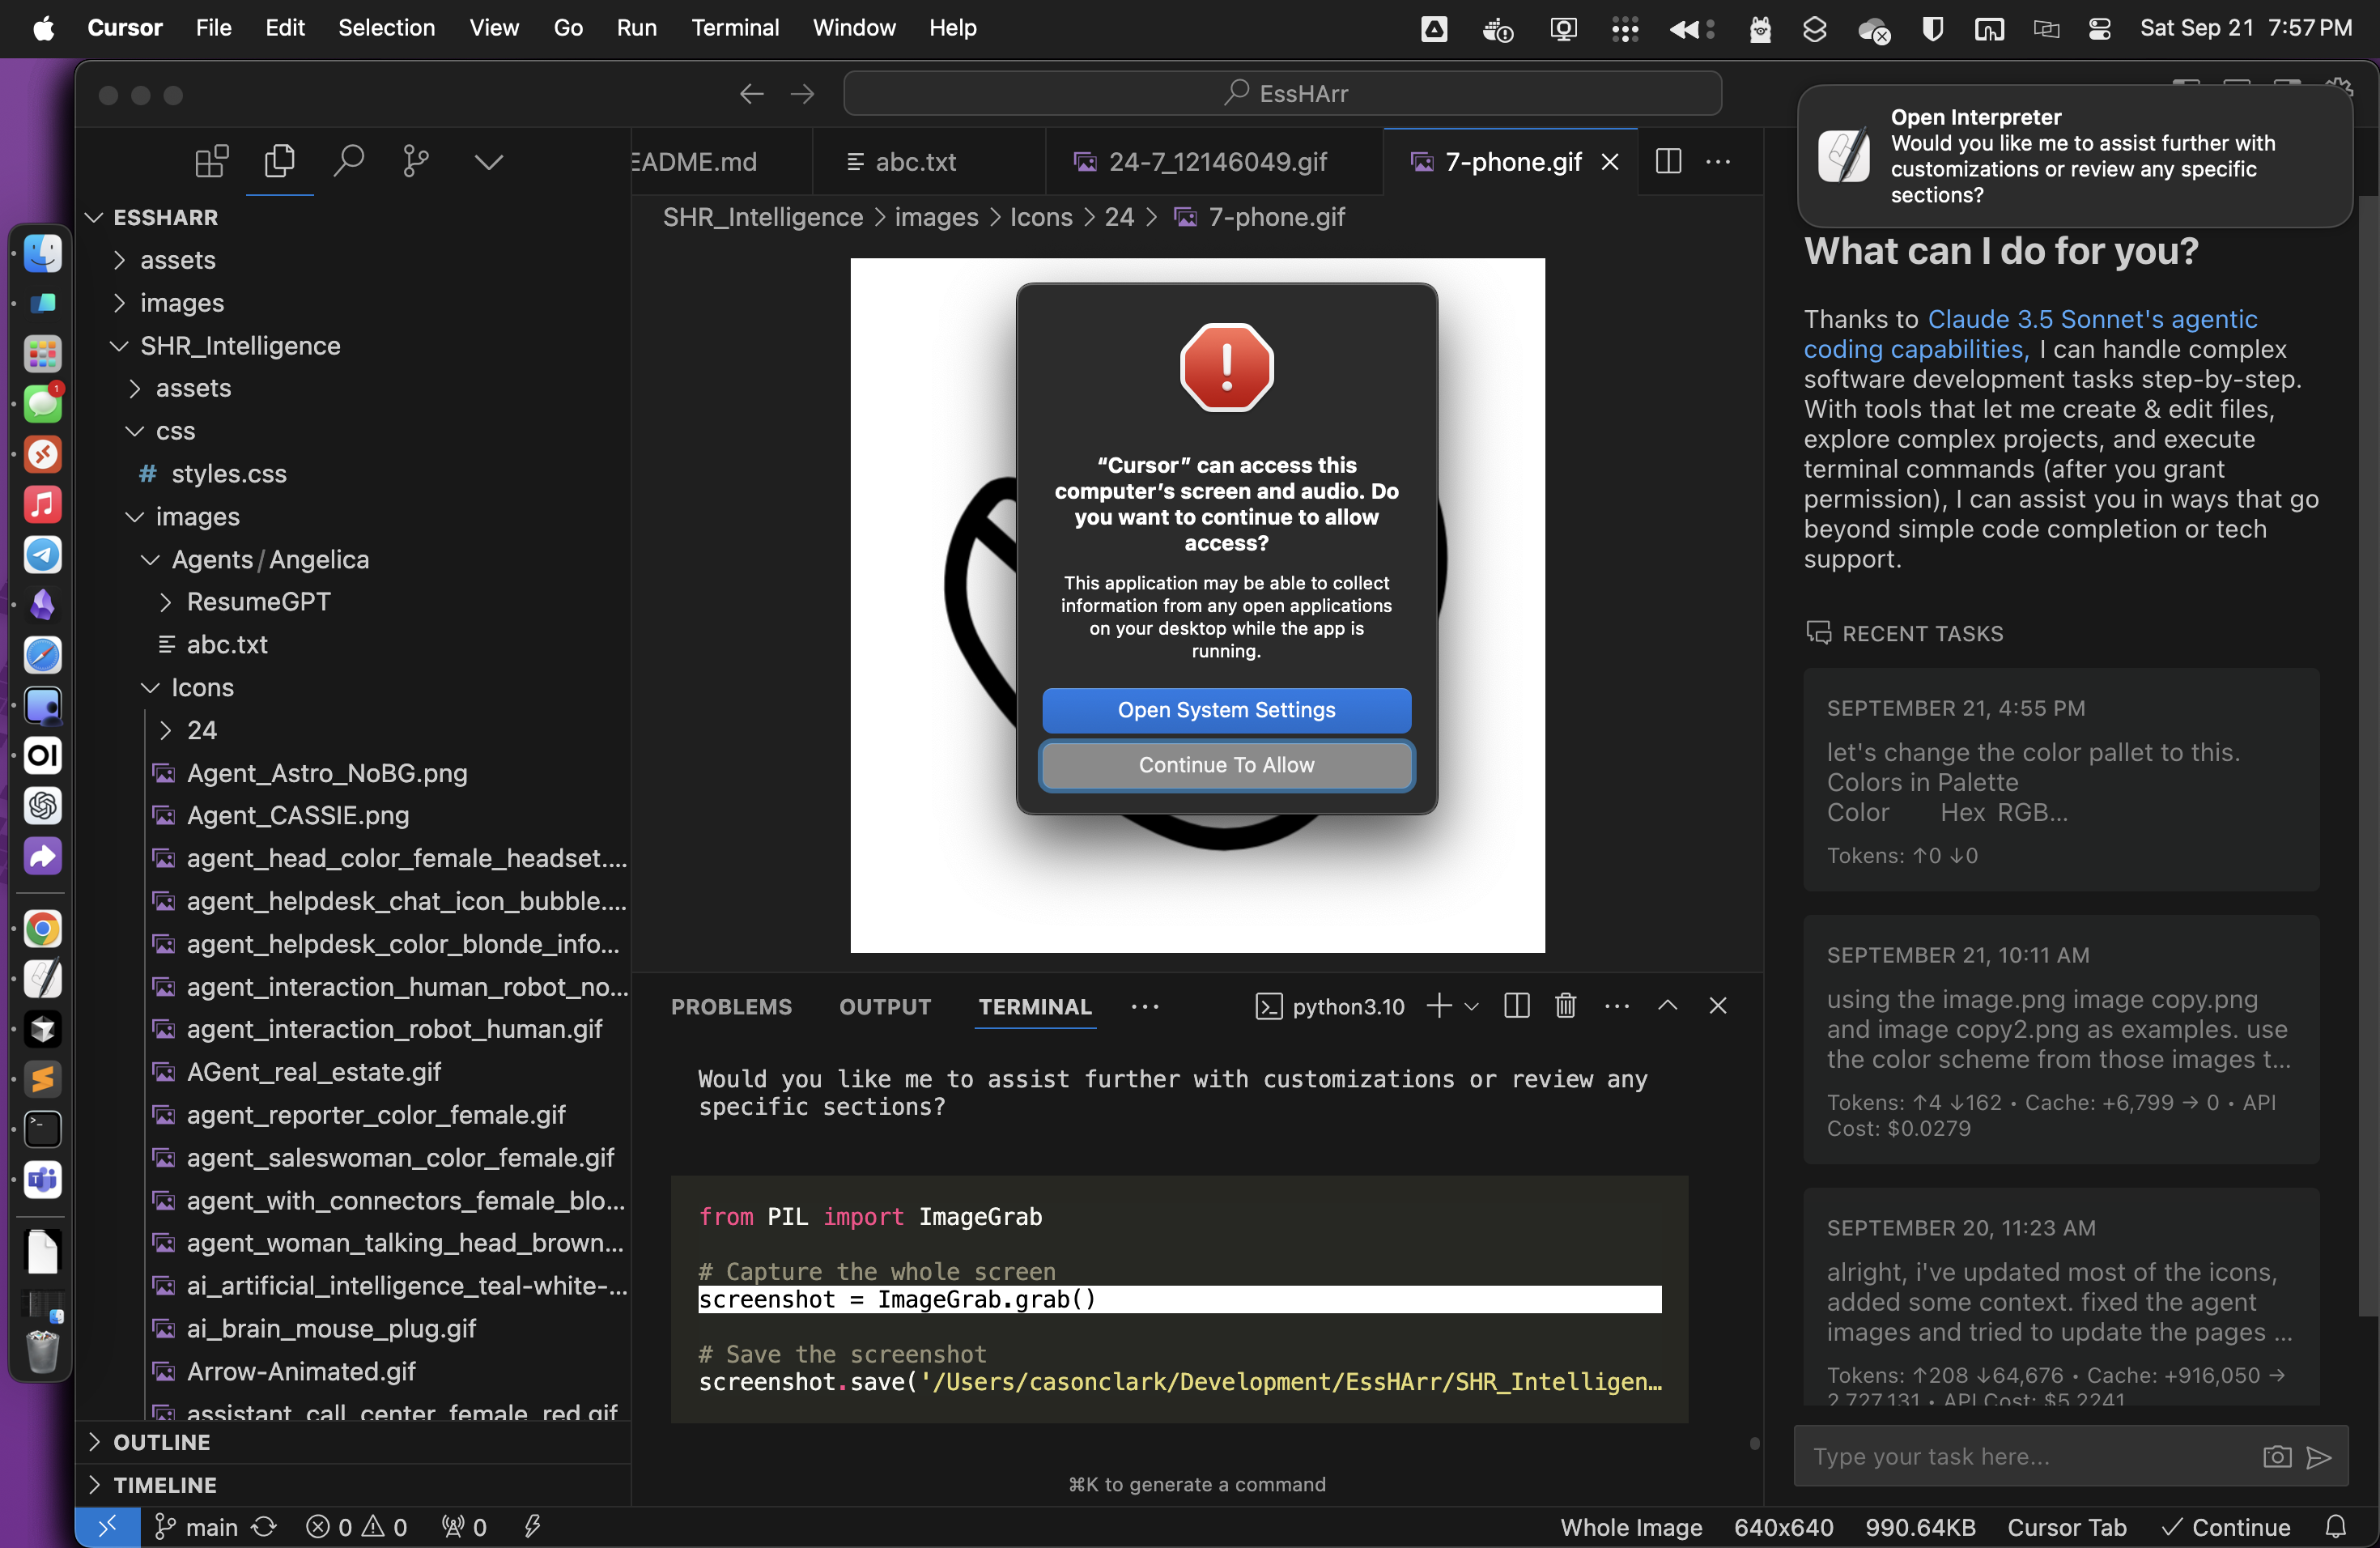 Cursor File Edit Selection View Go Run Terminal Window Help
Sat Sep 21 7:57 PM
EssHArr
Open Interpreter
Would you like me to assist further with
customizations or review any specific
sections?
EADME.md
abc.txt
24-7_12146049.gif
7-phone.gif
SHR_Intelligence > images > Icons > 24 > 7-phone.gif
ESSHARR
assets
images
SHR_Intelligence
assets
css
# styles.css
images
Agents/Angelica
ResumeGPT
abc.txt
Icons
24
Agent_Astro_NoBG.png
Agent_CASSIE.png
agent_head_color_female_headset....
agent_helpdesk_chat_icon_bubble....
agent_helpdesk_color_blonde_info...
agent_interaction_human_robot_no...
agent_interaction_robot_human.gif
AGent_real_estate.gif
agent_reporter_color_female.gif
agent_saleswoman_color_female.gif
agent_with_connectors_female_blo...
agent_woman_talking_head_brown...
ai_artificial_intelligence_teal-white-...
ai_brain_mouse_plug.gif
Arrow-Animated.gif
assistant_call_center_female_red.gif
OUTLINE
TIMELINE
“Cursor” can access this
computer’s screen and audio. Do
you want to continue to allow
access?
This application may be able to collect
information from any open applications
on your desktop while the app is
running.
Open System Settings
Continue To Allow
PROBLEMS OUTPUT TERMINAL
python3.10
Would you like me to assist further with customizations or review any
specific sections?
from PIL import ImageGrab
# Capture the whole screen
screenshot = ImageGrab.grab()
# Save the screenshot
screenshot.save('/Users/casonclark/Development/EssHArr/SHR_Intelligen…
⌘K to generate a command
What can I do for you?
Thanks to Claude 3.5 Sonnet's agentic
coding capabilities, I can handle complex
software development tasks step-by-step.
With tools that let me create & edit files,
explore complex projects, and execute
terminal commands (after you grant
permission), I can assist you in ways that go
beyond simple code completion or tech
support.
RECENT TASKS
SEPTEMBER 21, 4:55 PM
let's change the color pallet to this.
Colors in Palette
Color Hex RGB...
Tokens: ↑0 ↓0
SEPTEMBER 21, 10:11 AM
using the image.png image copy.png
and image copy2.png as examples. use
the color scheme from those images t...
Tokens: ↑4 ↓162 • Cache: +6,799 → 0 • API
Cost: $0.0279
SEPTEMBER 20, 11:23 AM
alright, i've updated most of the icons,
added some context. fixed the agent
images and tried to update the pages ...
Tokens: ↑208 ↓64,676 • Cache: +916,050 →
2,727,131 • API Cost: $5.2241
Type your task here...
main
0
0
0
Whole Image 640x640 990.64KB Cursor Tab Continue
1
OI